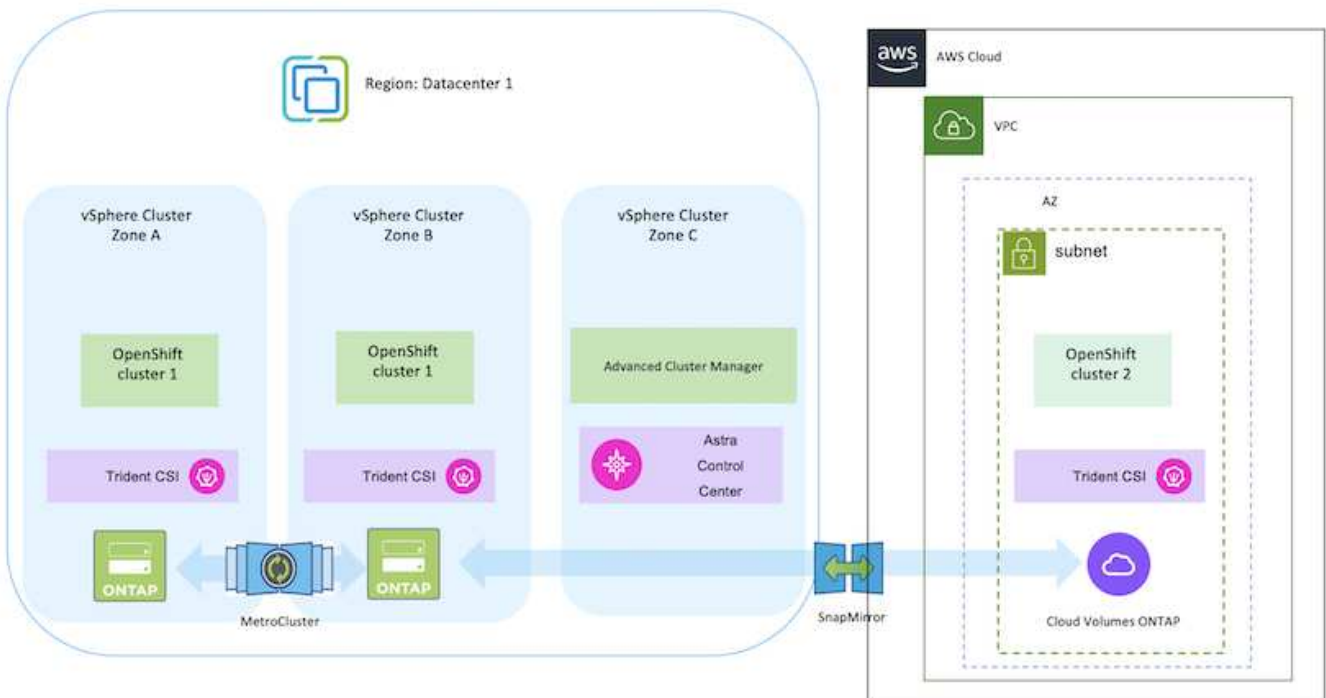 Region: Datacenter 1
aws
AWS Cloud
VPC
AZ
subnet
vSphere Cluster
Zone A
vSphere Cluster
Zone B
vSphere Cluster
Zone C
OpenShift
cluster 1
OpenShift
cluster 1
Advanced Cluster Manager
OpenShift
cluster 2
Trident CSI
Trident CSI
Astra
Control
Center
Trident CSI
ONTAP
ONTAP
MetroCluster
SnapMirror
Cloud Volumes ONTAP